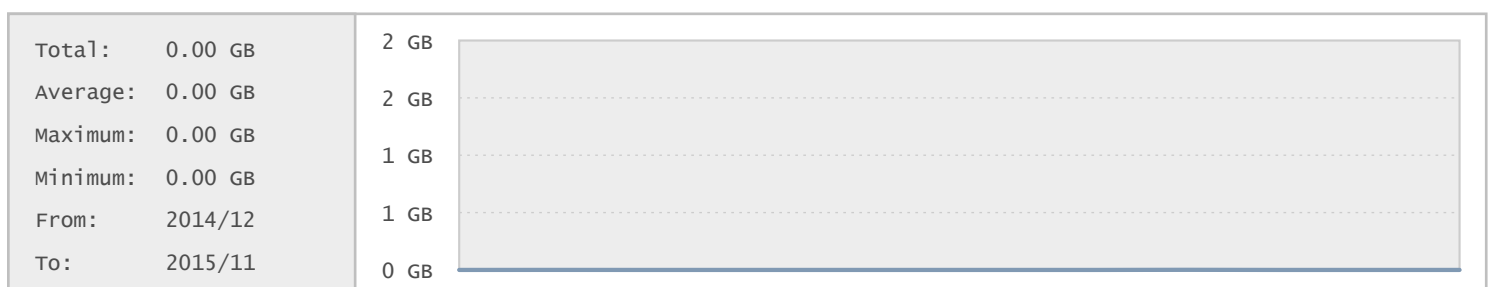 Total: 0.00 GB
Average: 0.00 GB
Maximum: 0.00 GB
Minimum: 0.00 GB
From: 2014/12
To: 2015/11
2 GB
2 GB
1 GB
1 GB
0 GB